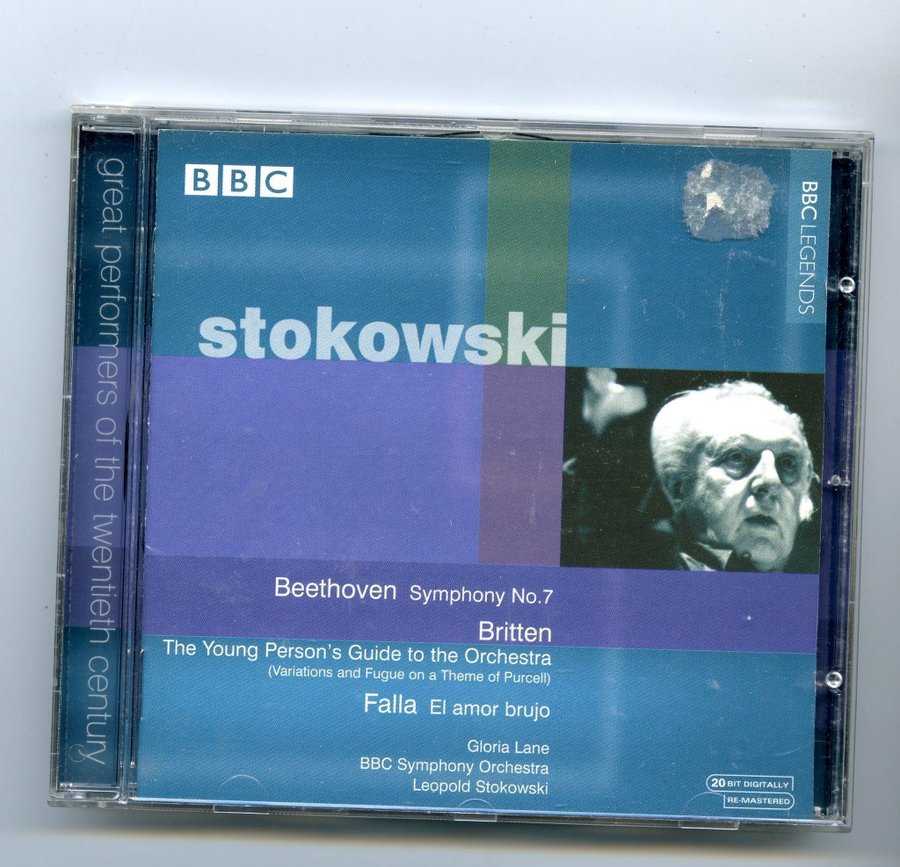 great performers of the twentieth century
BBC
BBC LEGENDS
stokowski
Beethoven Symphony No.7
Britten
The Young Person's Guide to the Orchestra
(Variations and Fugue on a Theme of Purcell)
Falla El amor brujo
Gloria Lane
BBC Symphony Orchestra
Leopold Stokowski
20 BIT DIGITALLY
RE-MASTERED